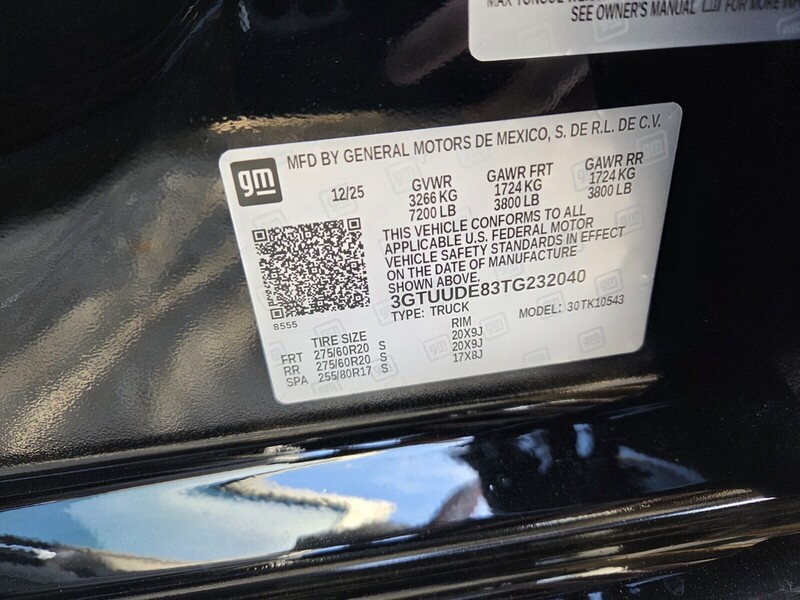 SEE OWNER'S MANUAL FOR MORE
gm
MFD BY GENERAL MOTORS DE MEXICO, S. DE R.L. DE C.V.
12/25
GVWR GAWR FRT GAWR RR
3266 KG 1724 KG 1724 KG
7200 LB 3800 LB 3800 LB
THIS VEHICLE CONFORMS TO ALL
APPLICABLE U.S. FEDERAL MOTOR
VEHICLE SAFETY STANDARDS IN EFFECT
ON THE DATE OF MANUFACTURE
SHOWN ABOVE.
3GTUUDE83TG232040
TYPE: TRUCK MODEL: 30TK10543
8555
TIRE SIZE RIM
FRT 275/60R20 S 20X9J
RR 275/60R20 S 20X9J
SPA 255/80R17 S 17X8J